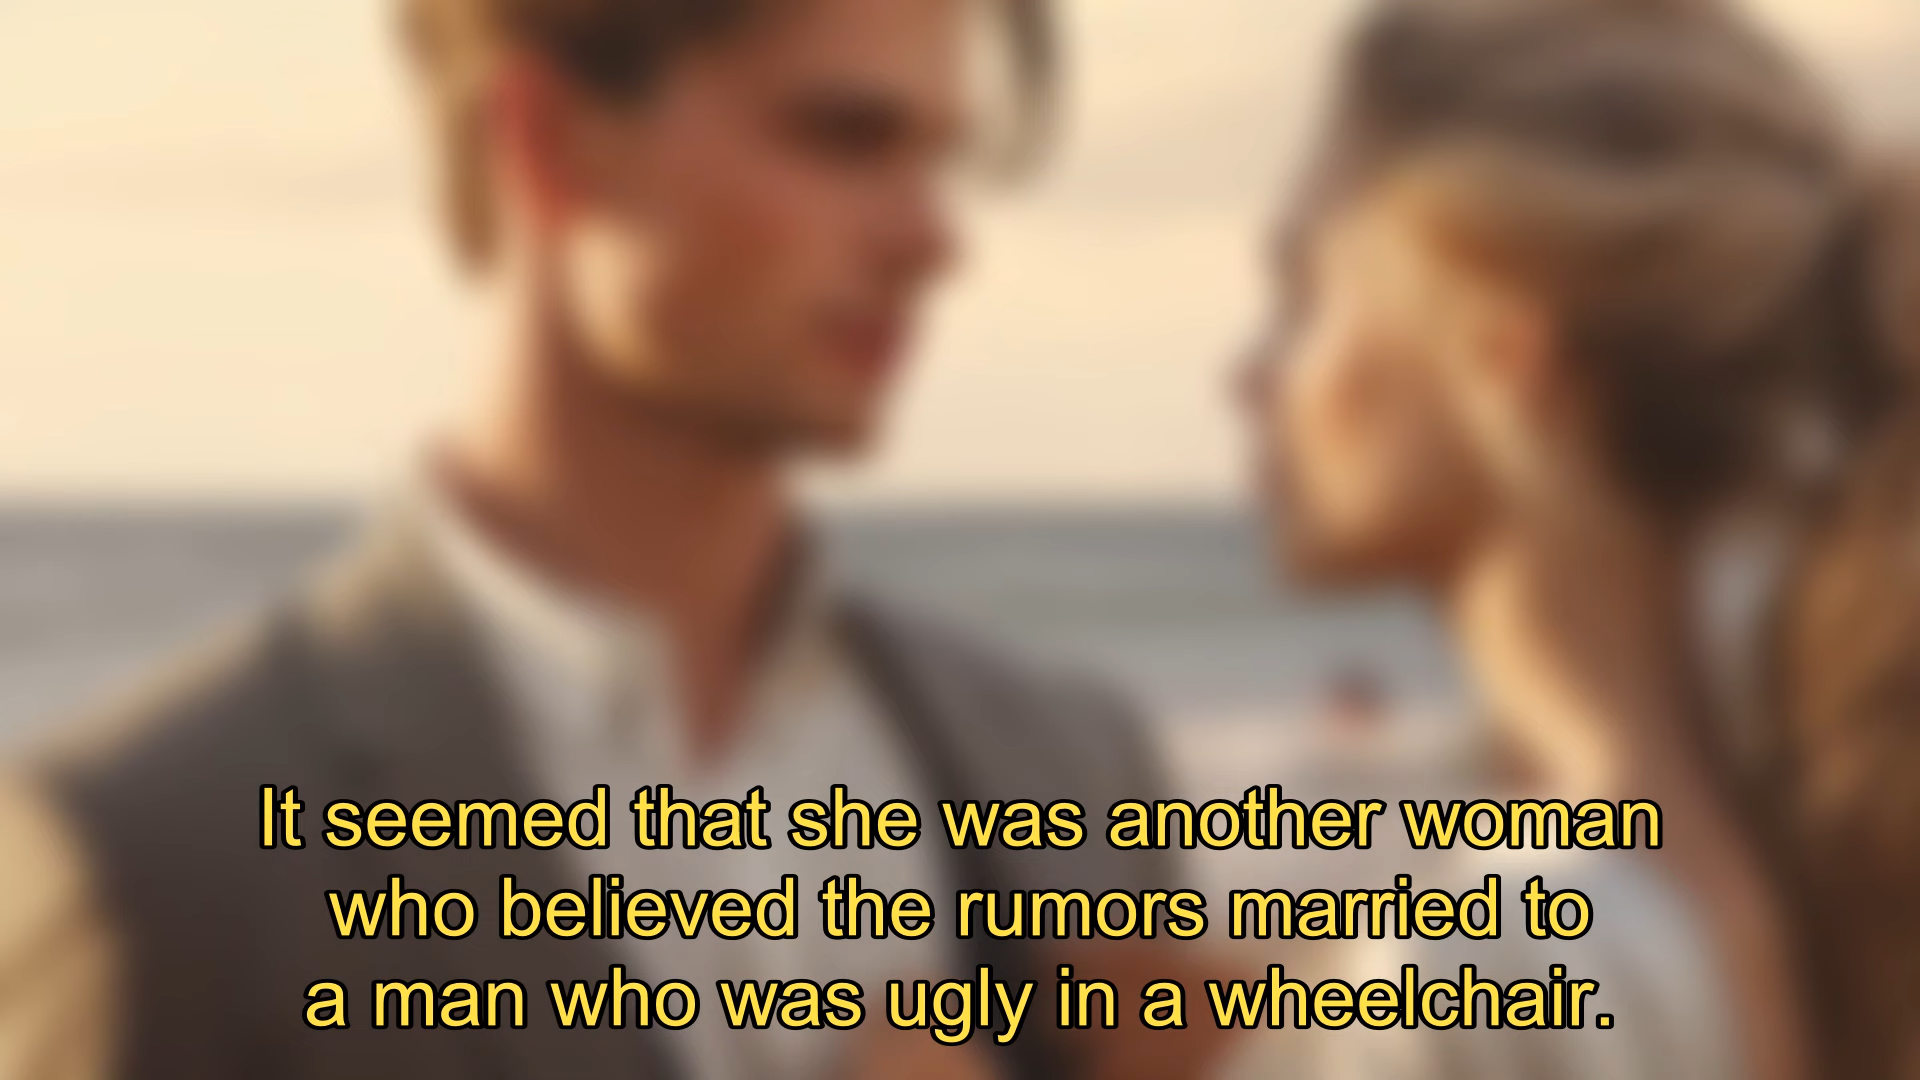 It seemed that she was another woman
who believed the rumors married to
a man who was ugly in a wheelchair.